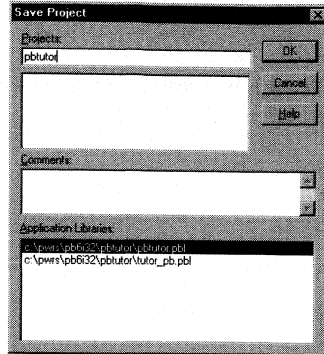 Save Project
Projects:
pbtutor
OK
Cancel
Help
Comments:
Application Libraries:
c:\pwrs\pb6i32\pbtutor\pbtutor.pbl
c:\pwrs\pb6i32\pbtutor\tutor_pb.pbl